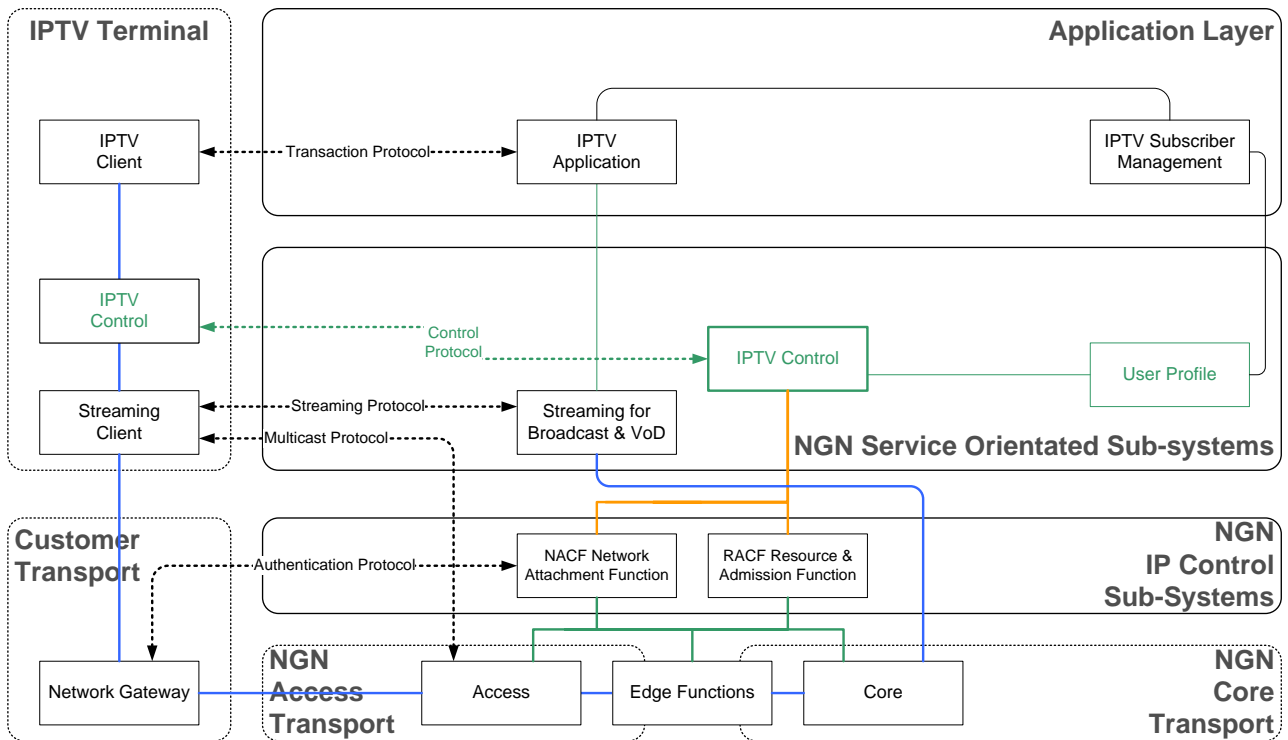 IPTV Terminal
Application Layer
IPTV
Client
Transaction Protocol
IPTV
Application
IPTV Subscriber
Management
IPTV
Control
Control
Protocol
IPTV Control
User Profile
Streaming
Client
Streaming Protocol
Multicast Protocol
Streaming for
Broadcast & VoD
NGN Service Orientated Sub-systems
Customer
Transport
Authentication Protocol
NACF Network
Attachment Function
RACF Resource &
Admission Function
NGN
IP Control
Sub-Systems
Network Gateway
NGN
Access
Transport
Access
Edge Functions
Core
NGN
Core
Transport